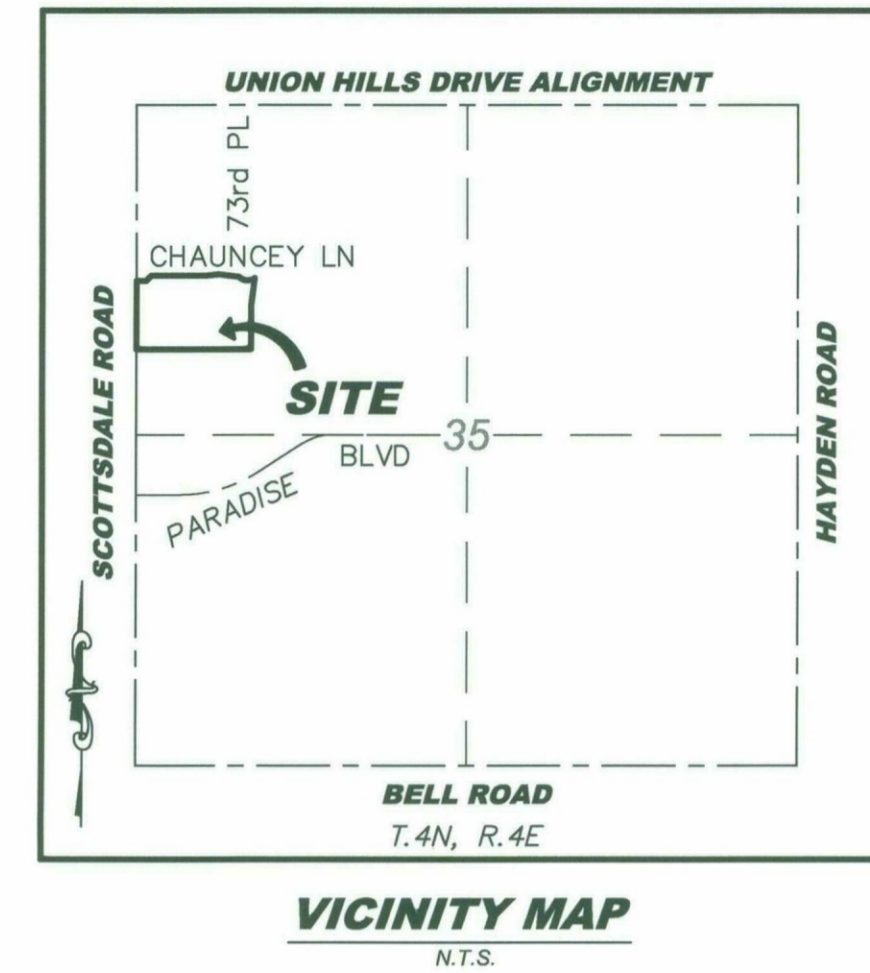 UNION HILLS DRIVE ALIGNMENT
73rd PL
CHAUNCEY LN
SCOTTSDALE ROAD
SITE
HAYDEN ROAD
35
BLVD
PARADISE
BELL ROAD
T.4N, R.4E
VICINITY MAP
N.T.S.